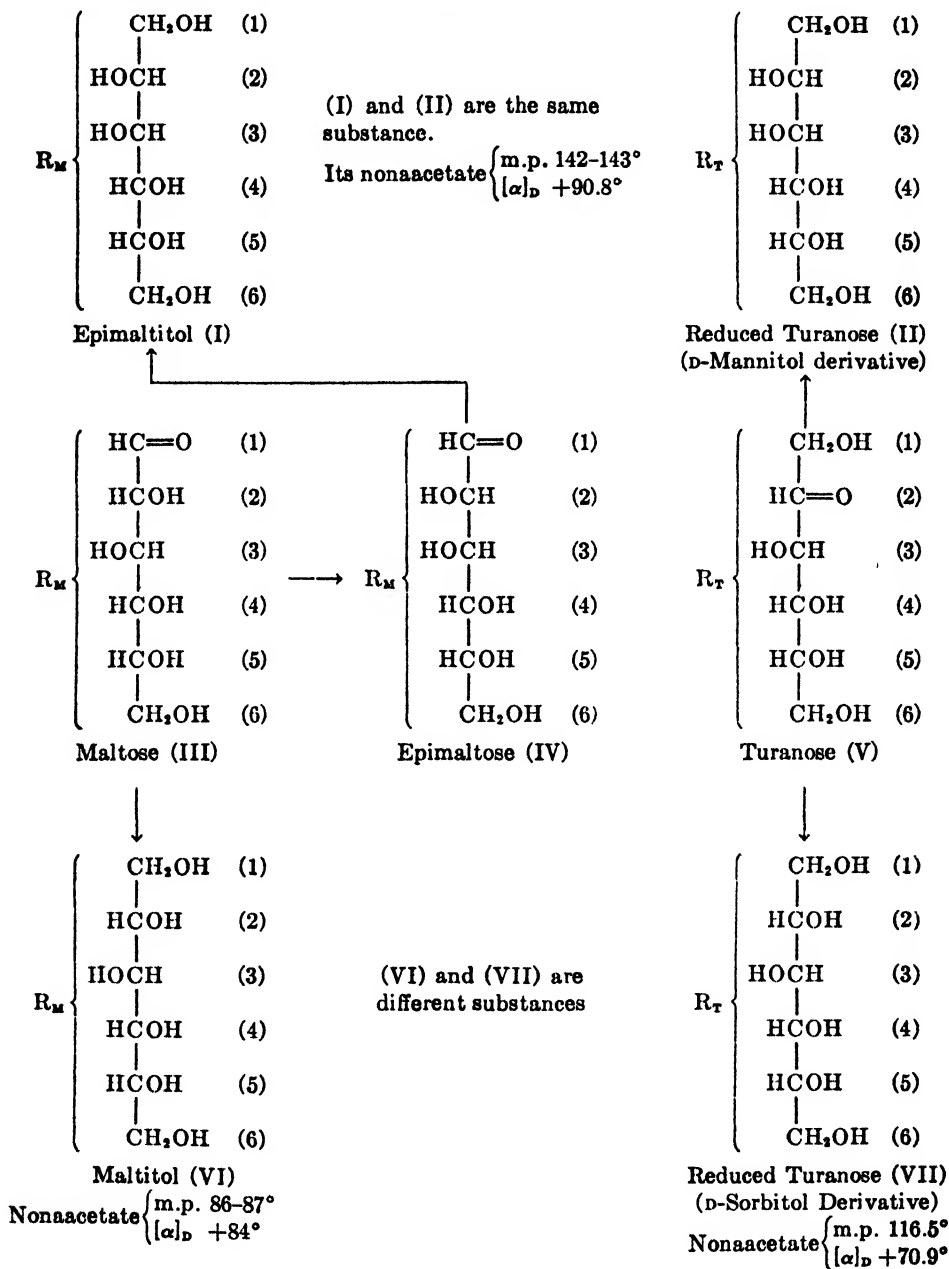 CH₂OH (1)
HOCH (2)
HOCH (3)
R_M
HCOH (4)
HCOH (5)
CH₂OH (6)
Epimaltitol (I)
(I) and (II) are the same
substance.
Its nonaacetate { m.p. 142–143°
[α]_D +90.8°
CH₂OH (1)
HOCH (2)
HOCH (3)
R_T
HCOH (4)
HCOH (5)
CH₂OH (6)
Reduced Turanose (II)
(D-Mannitol derivative)
HC=O (1)
HCOH (2)
HOCH (3)
R_M
HCOH (4)
HCOH (5)
CH₂OH (6)
Maltose (III)
HC=O (1)
HOCH (2)
HOCH (3)
R_M
HCOH (4)
HCOH (5)
CH₂OH (6)
Epimaltose (IV)
CH₂OH (1)
HC=O (2)
HOCH (3)
R_T
HCOH (4)
HCOH (5)
CH₂OH (6)
Turanose (V)
CH₂OH (1)
HCOH (2)
HOCH (3)
R_M
HCOH (4)
HCOH (5)
CH₂OH (6)
Maltitol (VI)
Nonaacetate { m.p. 86–87°
[α]_D +84°
(VI) and (VII) are
different substances
CH₂OH (1)
HCOH (2)
HOCH (3)
R_T
HCOH (4)
HCOH (5)
CH₂OH (6)
Reduced Turanose (VII)
(D-Sorbitol Derivative)
Nonaacetate { m.p. 116.5°
[α]_D +70.9°